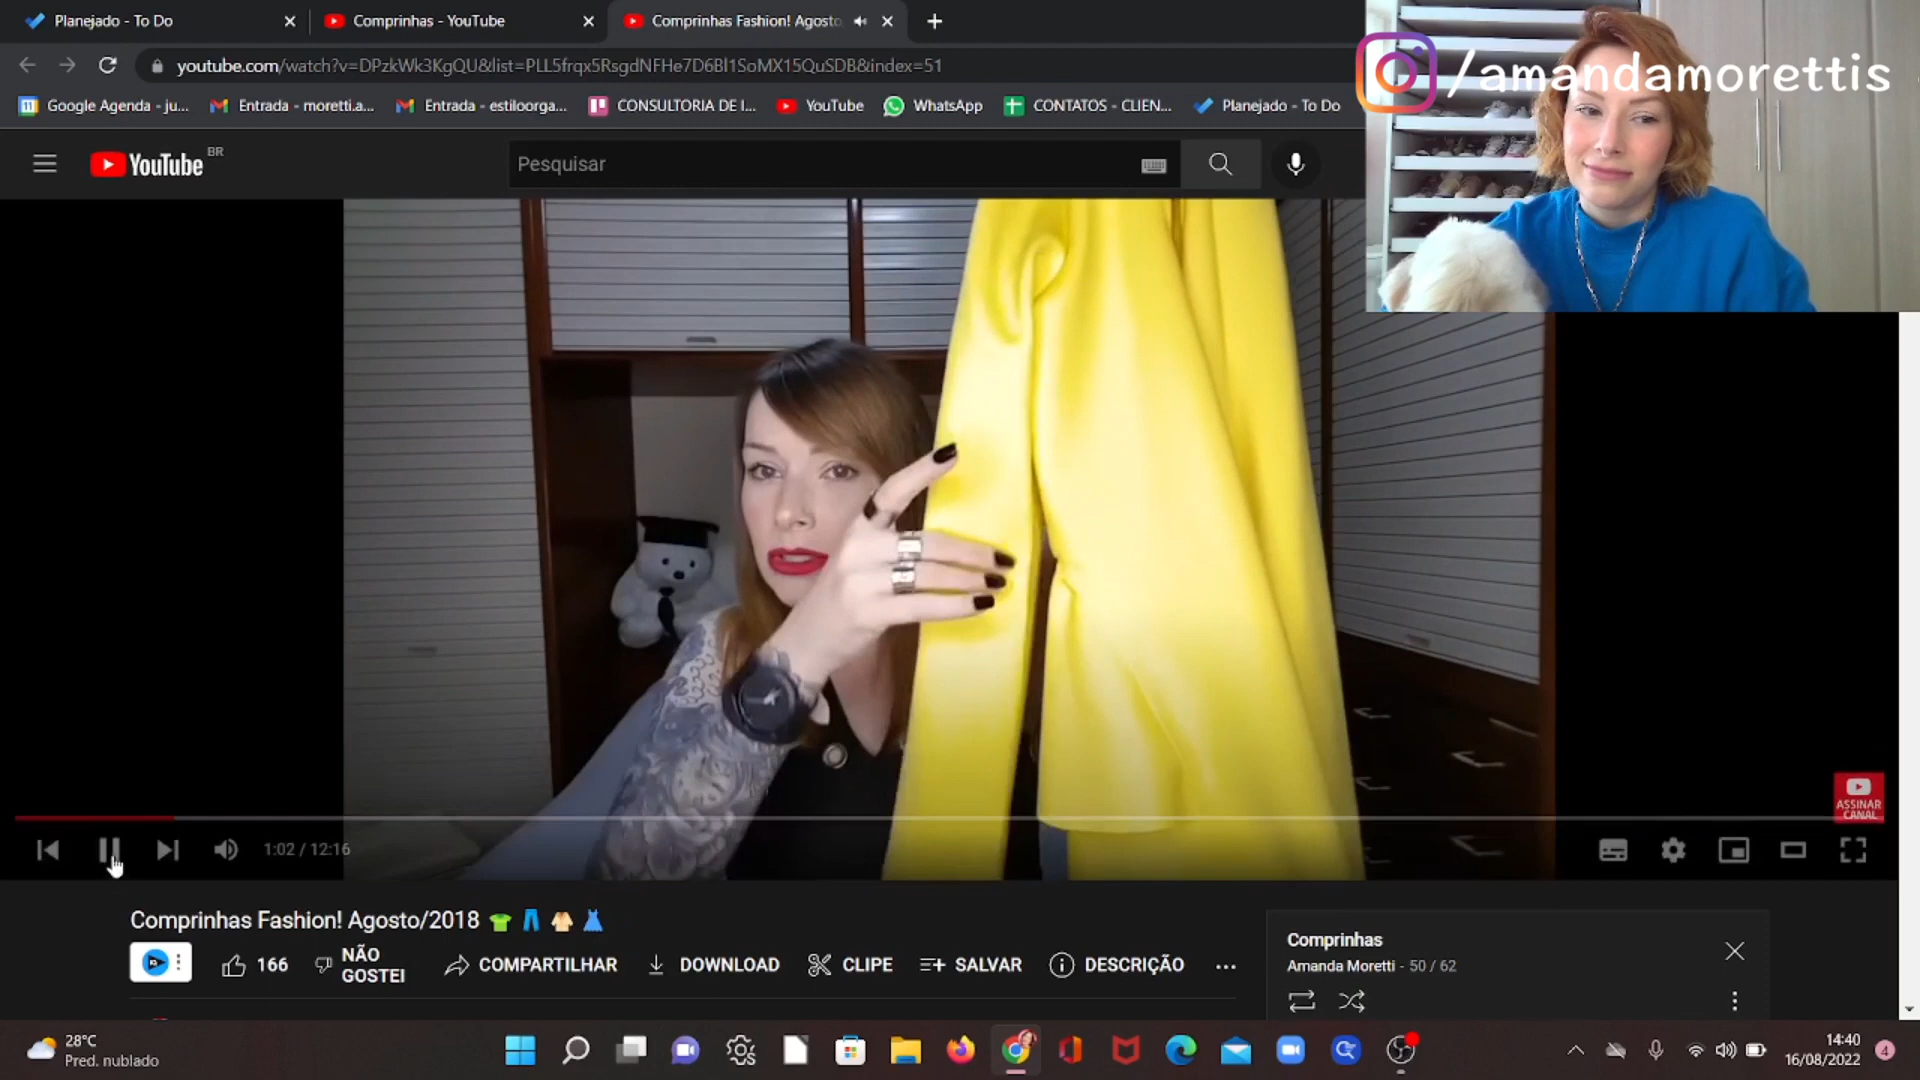 Planejado - To Do
Comprinhas - YouTube
Comprinhas Fashion! Agosto
youtube.com/watch?v=DPzkWk3KgQU&list=PLL5frqx5RsgdNFHe7D6Bl1SoMX15QuSDB&index=51
/amandamorettis
Google Agenda - ju...
Entrada - moretti.a...
Entrada - estiloorga...
CONSULTORIA DE I...
YouTube
WhatsApp
CONTATOS - CLIEN...
Planejado - To Do
YouTube BR
Pesquisar
ASSINAR
CANAL
1:02 / 12:16
Comprinhas Fashion! Agosto/2018
166
NÃO
GOSTEI
COMPARTILHAR
DOWNLOAD
CLIPE
SALVAR
DESCRIÇÃO
Comprinhas
Amanda Moretti - 50 / 62
28°C
Pred. nublado
14:40
16/08/2022
4